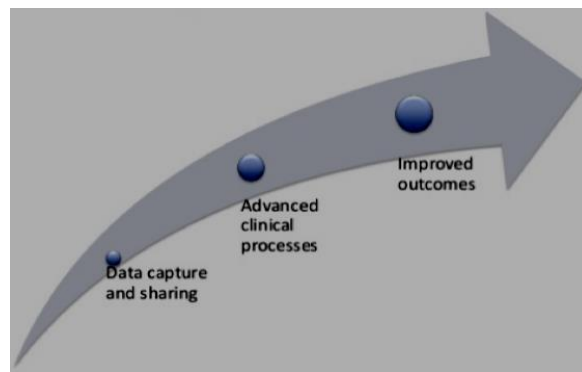 Improved
outcomes
Advanced
clinical
processes
Data capture
and sharing